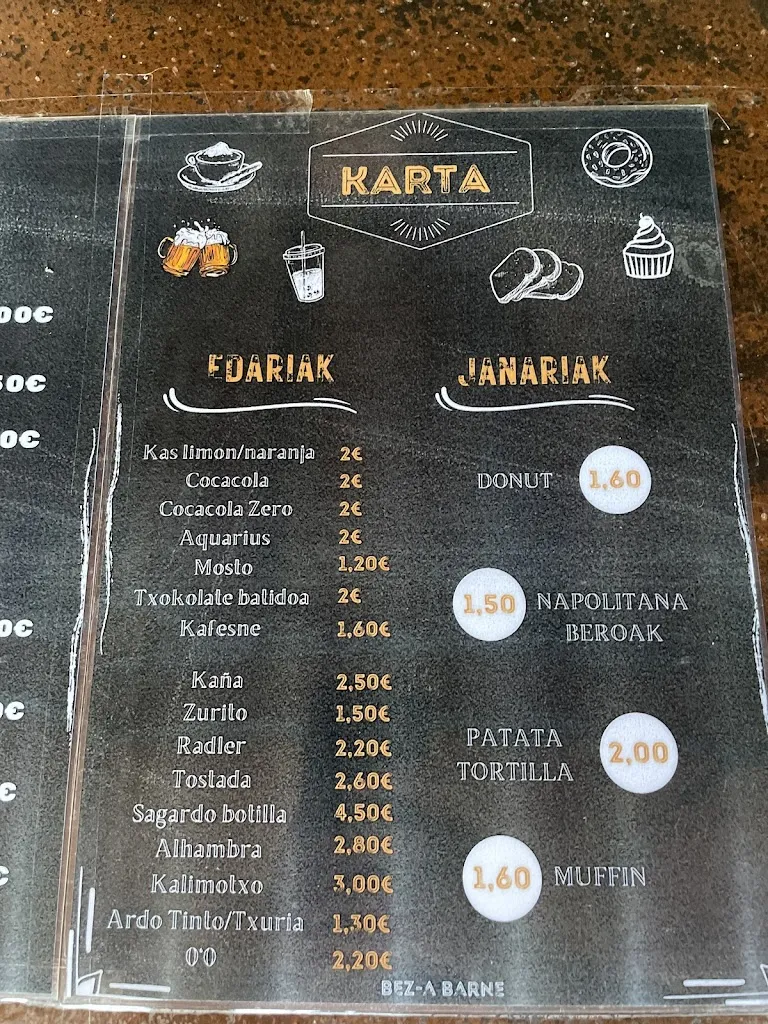 KARTA
EDARIAK
Kas limon/naranja 2€
Cocacola 2€
Cocacola Zero 2€
Aquarius 2€
Mosto 1,20€
Txokolate batidoa 2€
Kafesne 1,60€
Kaña 2,50€
Zurito 1,50€
Radler 2,20€
Tostada 2,60€
Sagardo botilla 4,50€
Alhambra 2,80€
Kalimotxo 3,00€
Ardo Tinto/Txuria 1,30€
0'0 2,20€
JANARIAK
DONUT 1,60
1,50 NAPOLITANA
BEROAK
PATATA
TORTILLA 2,00
1,60 MUFFIN
BEZ-A BARNE